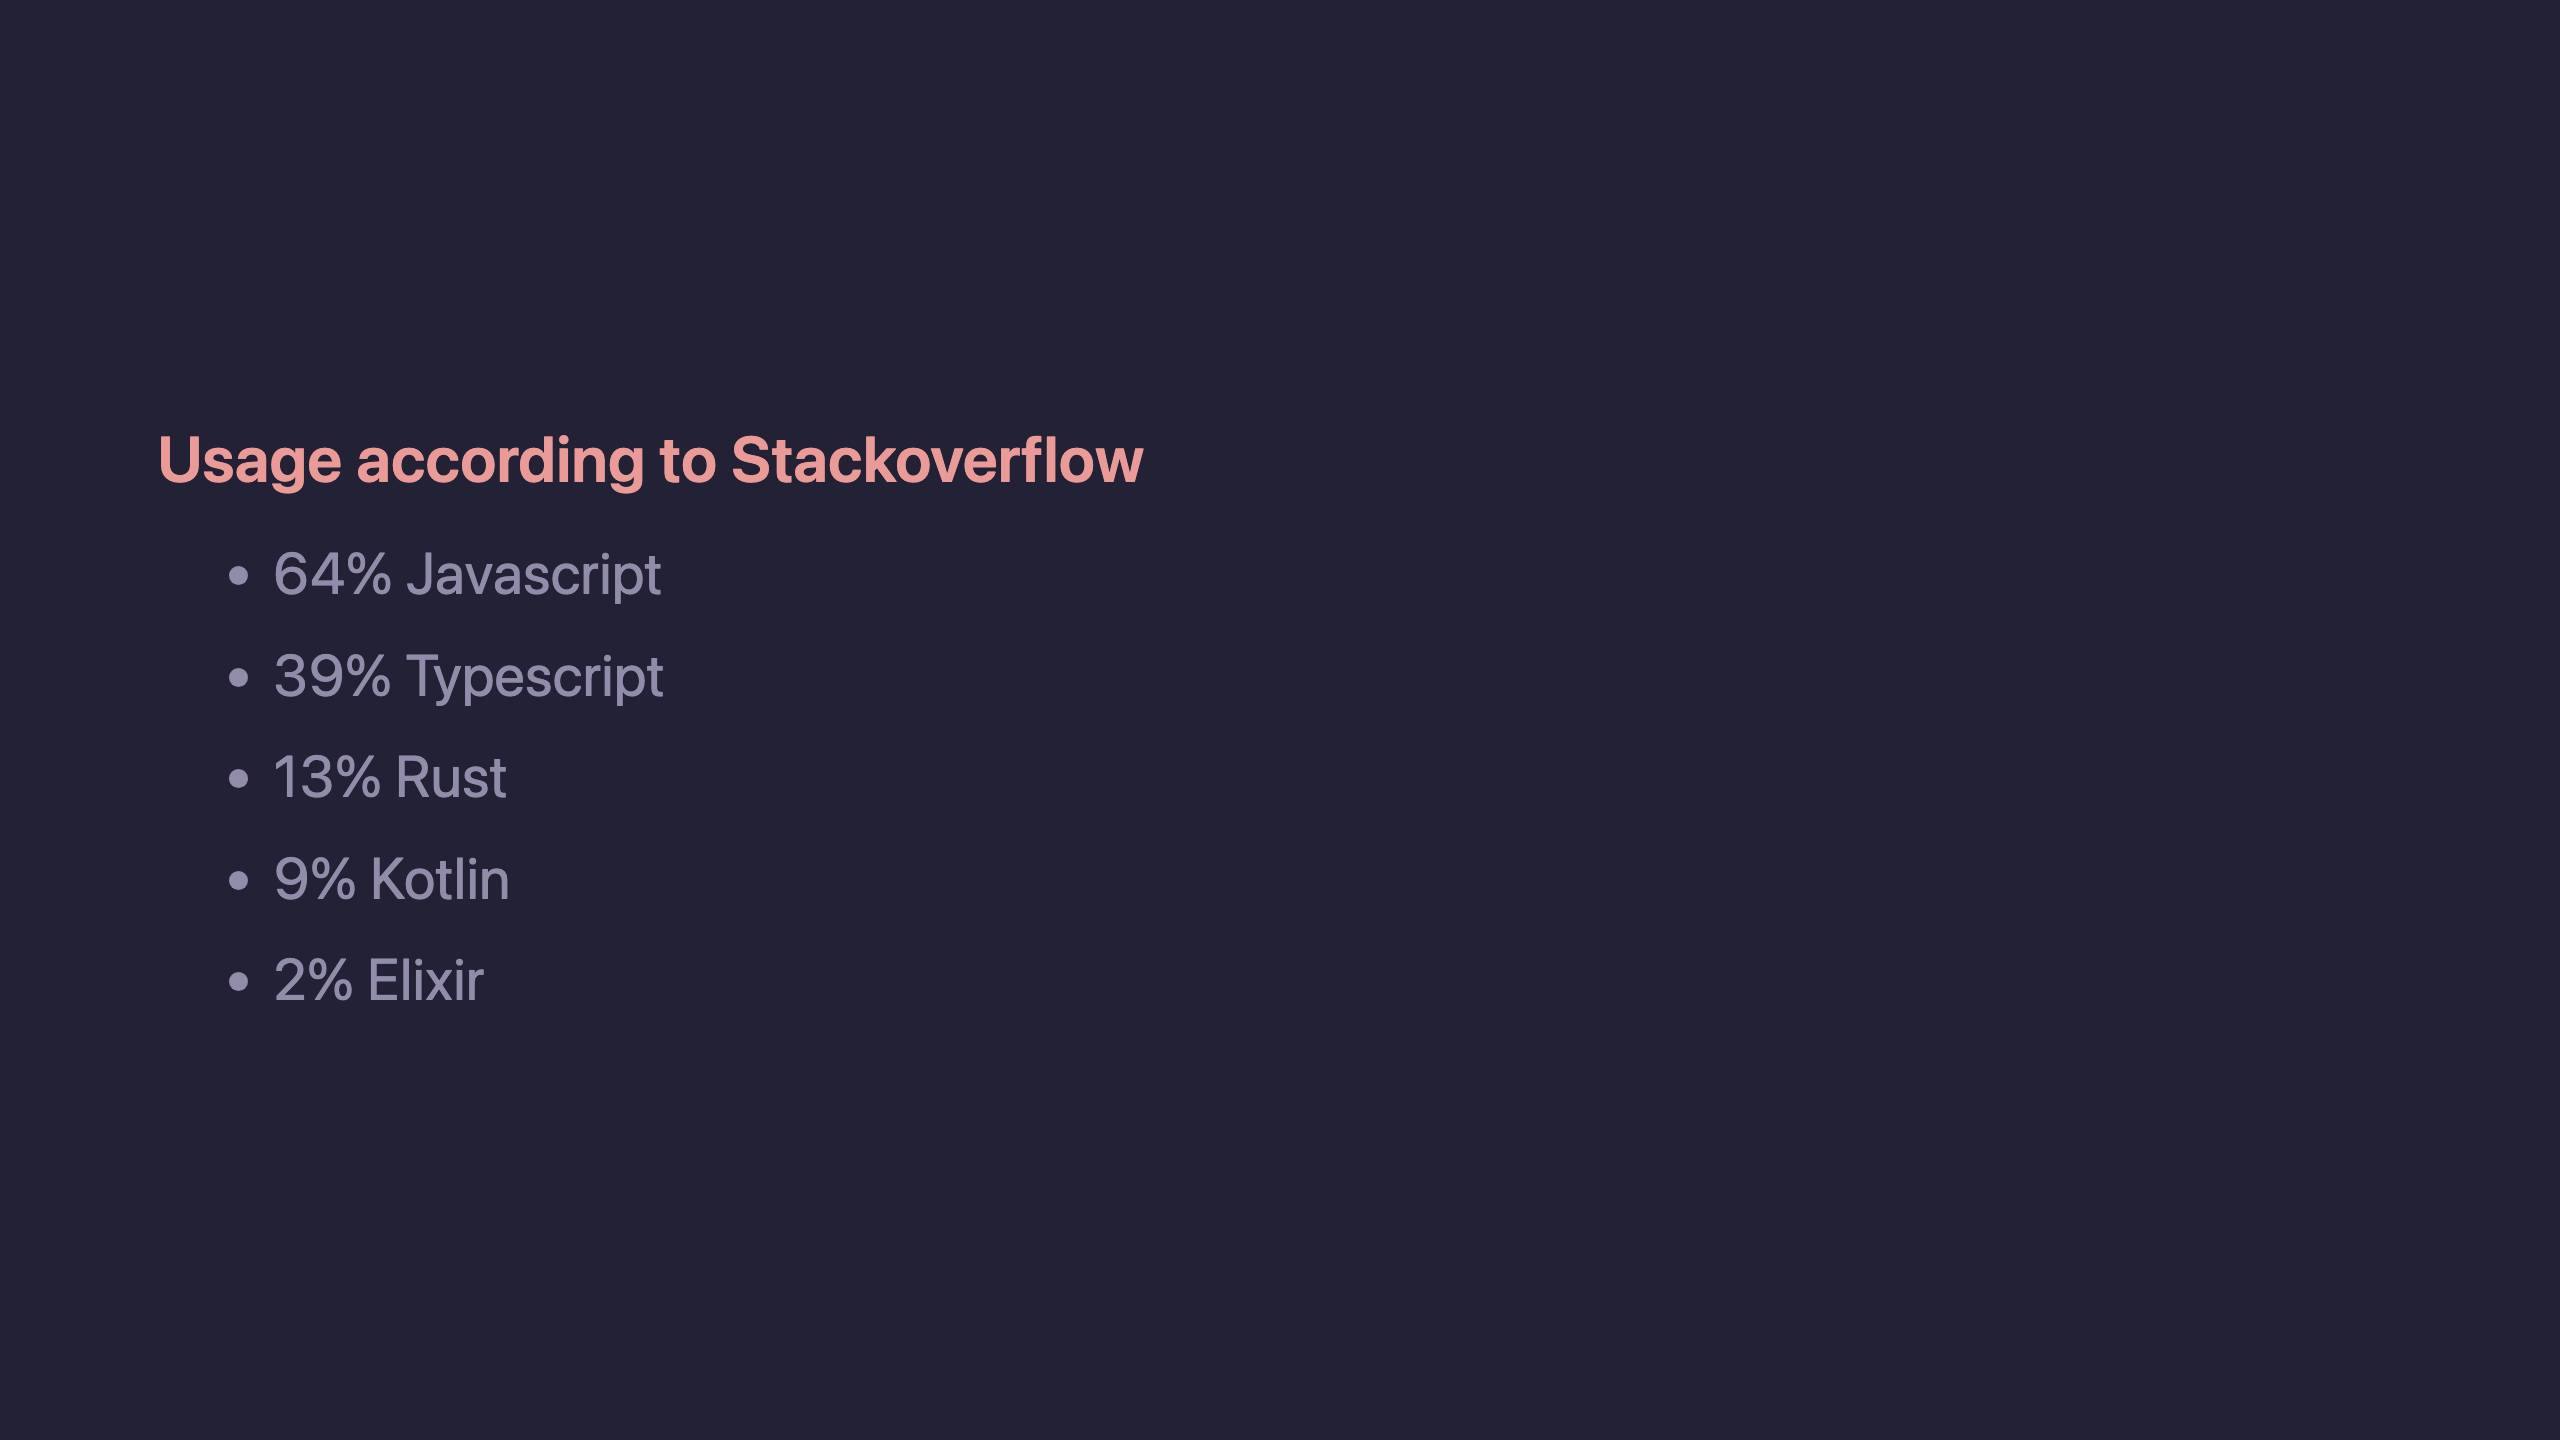 Usage according to Stackoverflow
• 64% Javascript
• 39% Typescript
• 13% Rust
• 9% Kotlin
• 2% Elixir